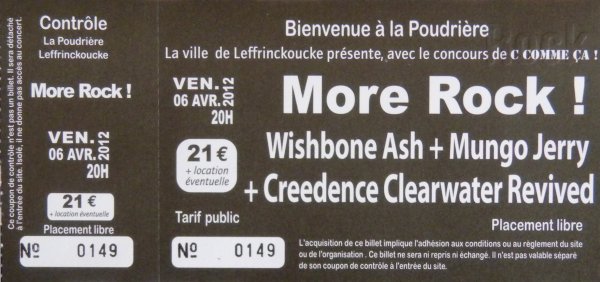 Ce coupon de contrôle n'est pas un billet. Il sera détaché
à l'entrée du site. Isolé, il ne donne pas accès au concert.
Contrôle
La Poudrière
Leffrinckoucke
More Rock !
VEN.
06 AVR.2012
20H
21 €
+ location éventuelle
Placement libre
Nº 0149
Bienvenue à la Poudrière
La ville de Leffrinckoucke présente, avec le concours de C COMME ÇA !
VEN.
06 AVR.2012
20H
More Rock !
Wishbone Ash + Mungo Jerry
+ Creedence Clearwater Revived
21 €
+ location
éventuelle
Tarif public
Placement libre
Nº 0149
L'acquisition de ce billet implique l'adhésion aux conditions ou au règlement du site
ou de l'organisation . Ce billet ne sera ni repris ni échangé. Il n'est pas valable séparé
de son coupon de contrôle à l'entrée du site.